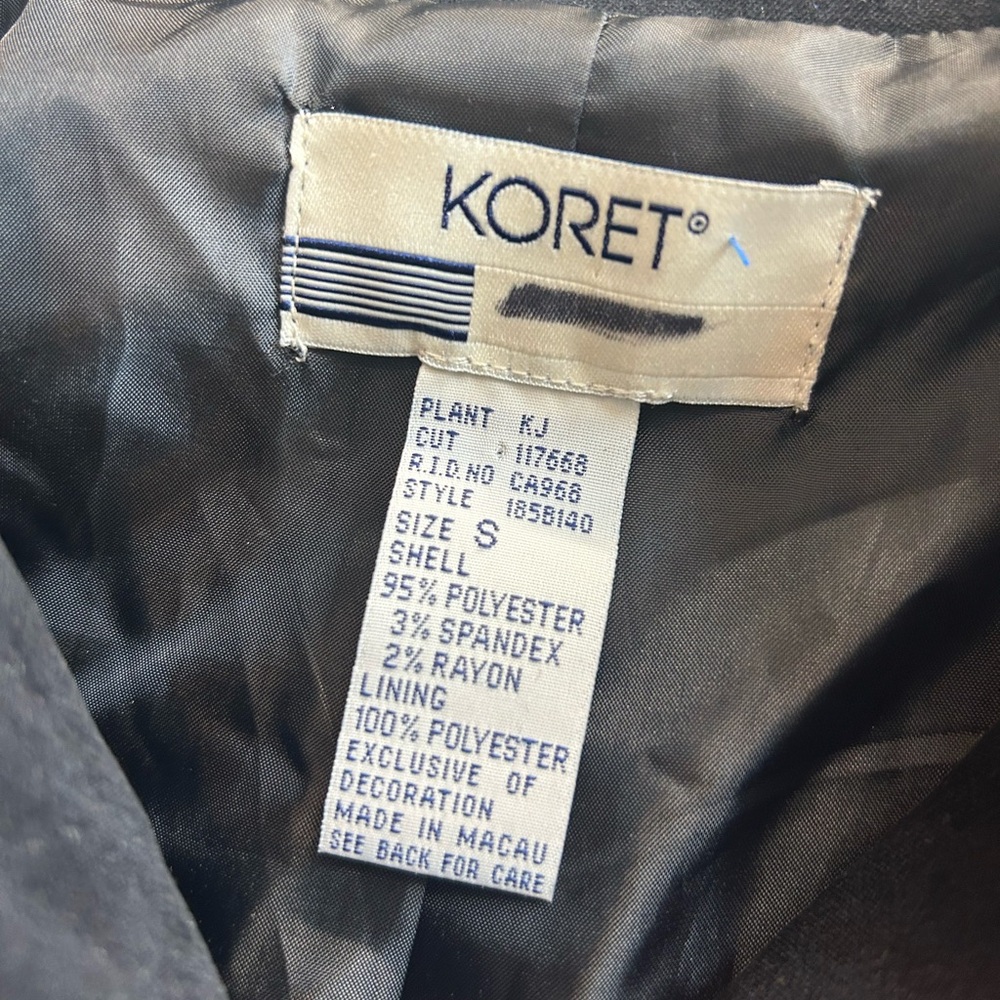 KORET®
PLANT KJ
CUT 117668
R.I.D.NO CA966
STYLE 185B140
SIZE S
SHELL
95% POLYESTER
3% SPANDEX
2% RAYON
LINING
100% POLYESTER
EXCLUSIVE OF
DECORATION
MADE IN MACAU
SEE BACK FOR CARE